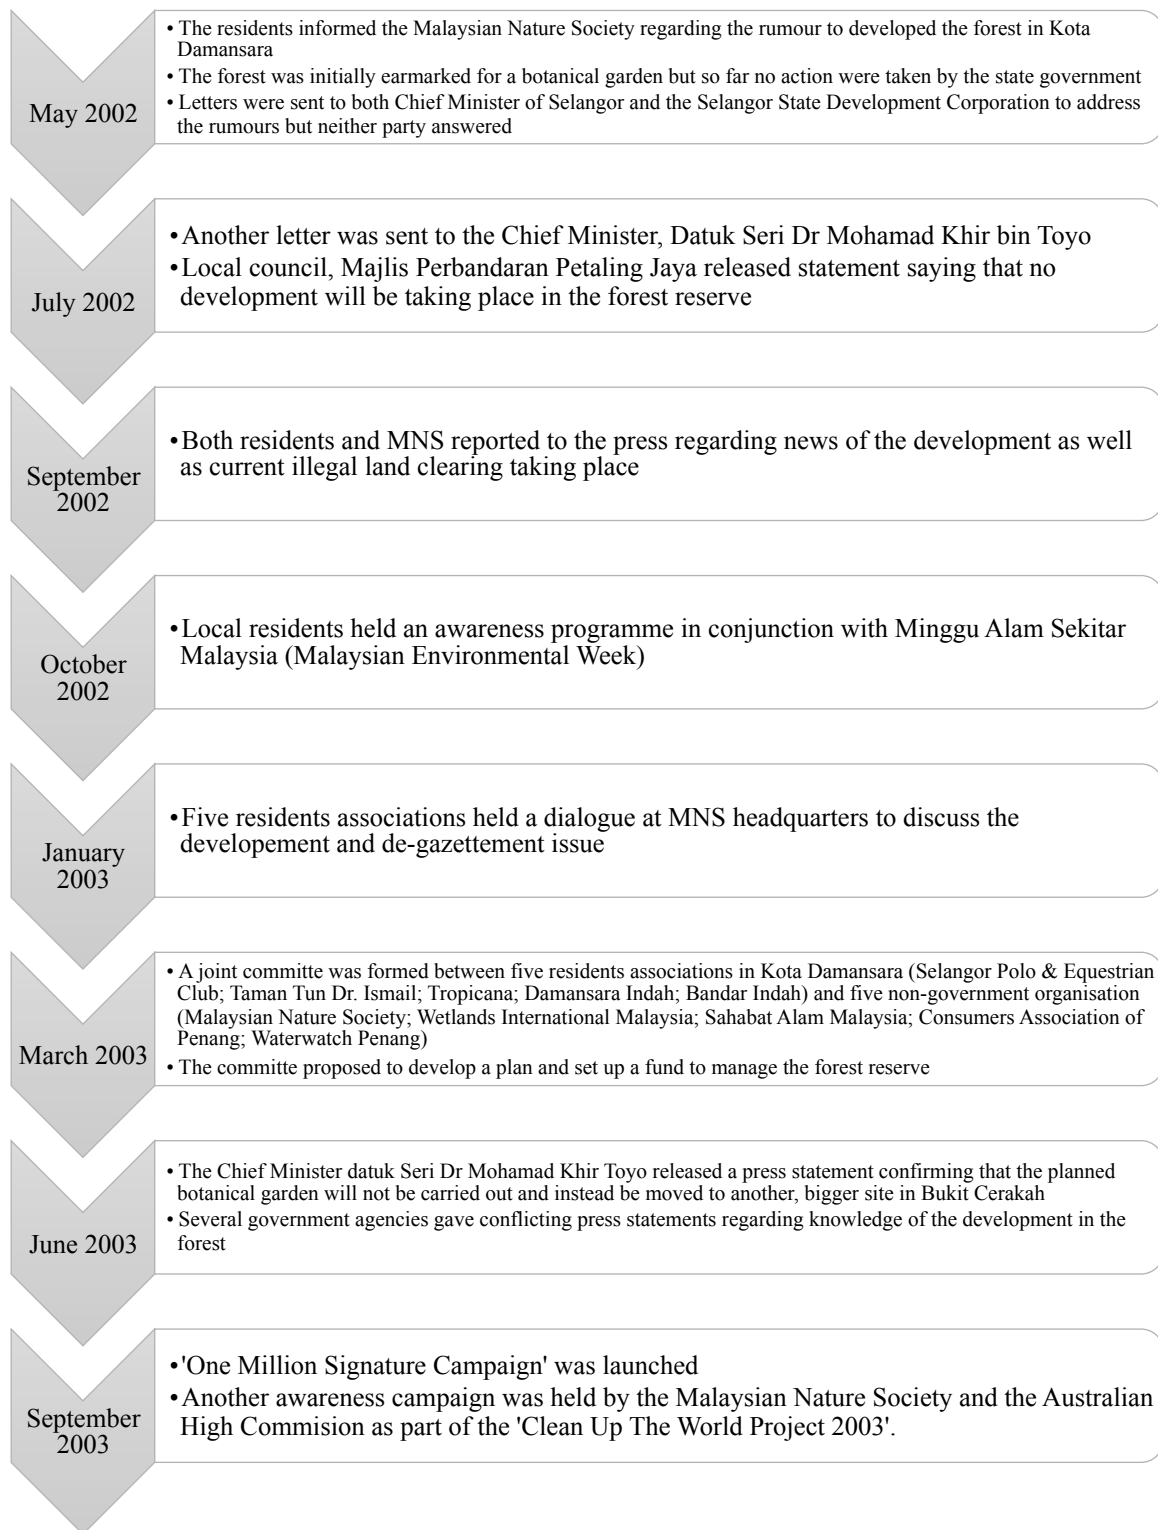 May 2002
• The residents informed the Malaysian Nature Society regarding the rumour to developed the forest in Kota
Damansara
• The forest was initially earmarked for a botanical garden but so far no action were taken by the state government
• Letters were sent to both Chief Minister of Selangor and the Selangor State Development Corporation to address
the rumours but neither party answered
July 2002
•Another letter was sent to the Chief Minister, Datuk Seri Dr Mohamad Khir bin Toyo
•Local council, Majlis Perbandaran Petaling Jaya released statement saying that no
development will be taking place in the forest reserve
September
2002
•Both residents and MNS reported to the press regarding news of the development as well
as current illegal land clearing taking place
October
2002
•Local residents held an awareness programme in conjunction with Minggu Alam Sekitar
Malaysia (Malaysian Environmental Week)
January
2003
•Five residents associations held a dialogue at MNS headquarters to discuss the
developement and de-gazettement issue
March 2003
• A joint committe was formed between five residents associations in Kota Damansara (Selangor Polo & Equestrian
Club; Taman Tun Dr. Ismail; Tropicana; Damansara Indah; Bandar Indah) and five non-government organisation
(Malaysian Nature Society; Wetlands International Malaysia; Sahabat Alam Malaysia; Consumers Association of
Penang; Waterwatch Penang)
• The committe proposed to develop a plan and set up a fund to manage the forest reserve
June 2003
• The Chief Minister datuk Seri Dr Mohamad Khir Toyo released a press statement confirming that the planned
botanical garden will not be carried out and instead be moved to another, bigger site in Bukit Cerakah
• Several government agencies gave conflicting press statements regarding knowledge of the development in the
forest
September
2003
•'One Million Signature Campaign' was launched
•Another awareness campaign was held by the Malaysian Nature Society and the Australian
High Commision as part of the 'Clean Up The World Project 2003'.